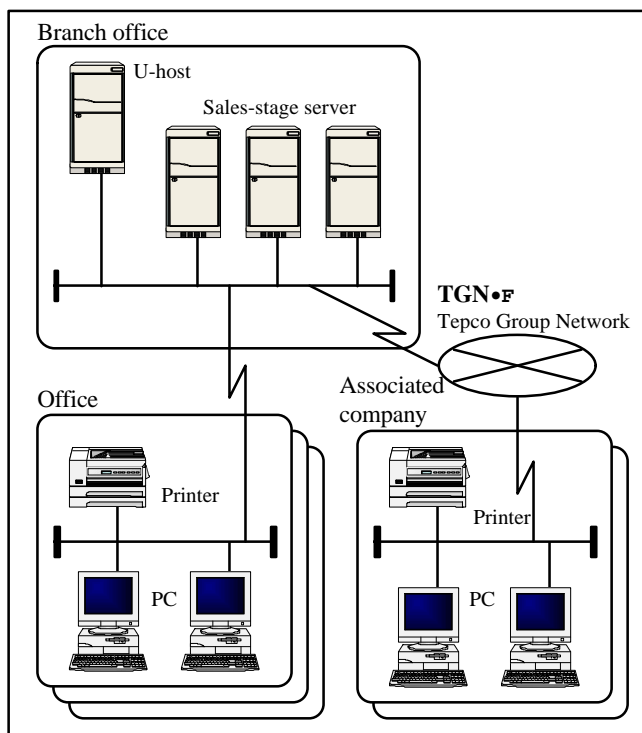 Branch office
U-host
Sales-stage server
TGN•F
Tepco Group Network
Associated
company
Office
Printer
Printer
PC
PC